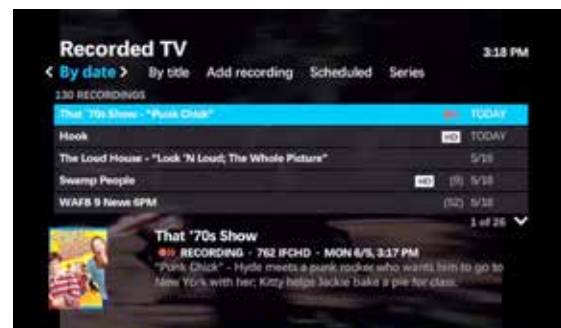 Recorded TV
3:18 PM
< By date > By title Add recording Scheduled Series
130 RECORDINGS
That '70s Show - "Punk Chick" TODAY
Hook HD TODAY
The Loud House - "Look 'N Loud; The Whole Picture" 5/18
Swamp People HD (9) 5/18
WAFB 9 News 6PM (52) 5/18
1 of 26
That '70s Show
RECORDING · 762 IFCHD · MON 6/5, 3:17 PM
"Punk Chick" - Hyde meets a punk rocker who wants him to go to
New York with her; Kitty helps Jackie bake a pie for class.